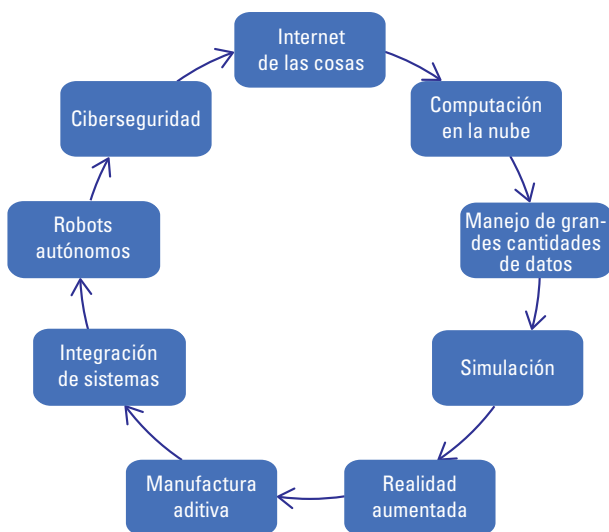 Internet
de las cosas
Computación
en la nube
Manejo de gran-
des cantidades
de datos
Simulación
Realidad
aumentada
Manufactura
aditiva
Integración
de sistemas
Robots
autónomos
Ciberseguridad